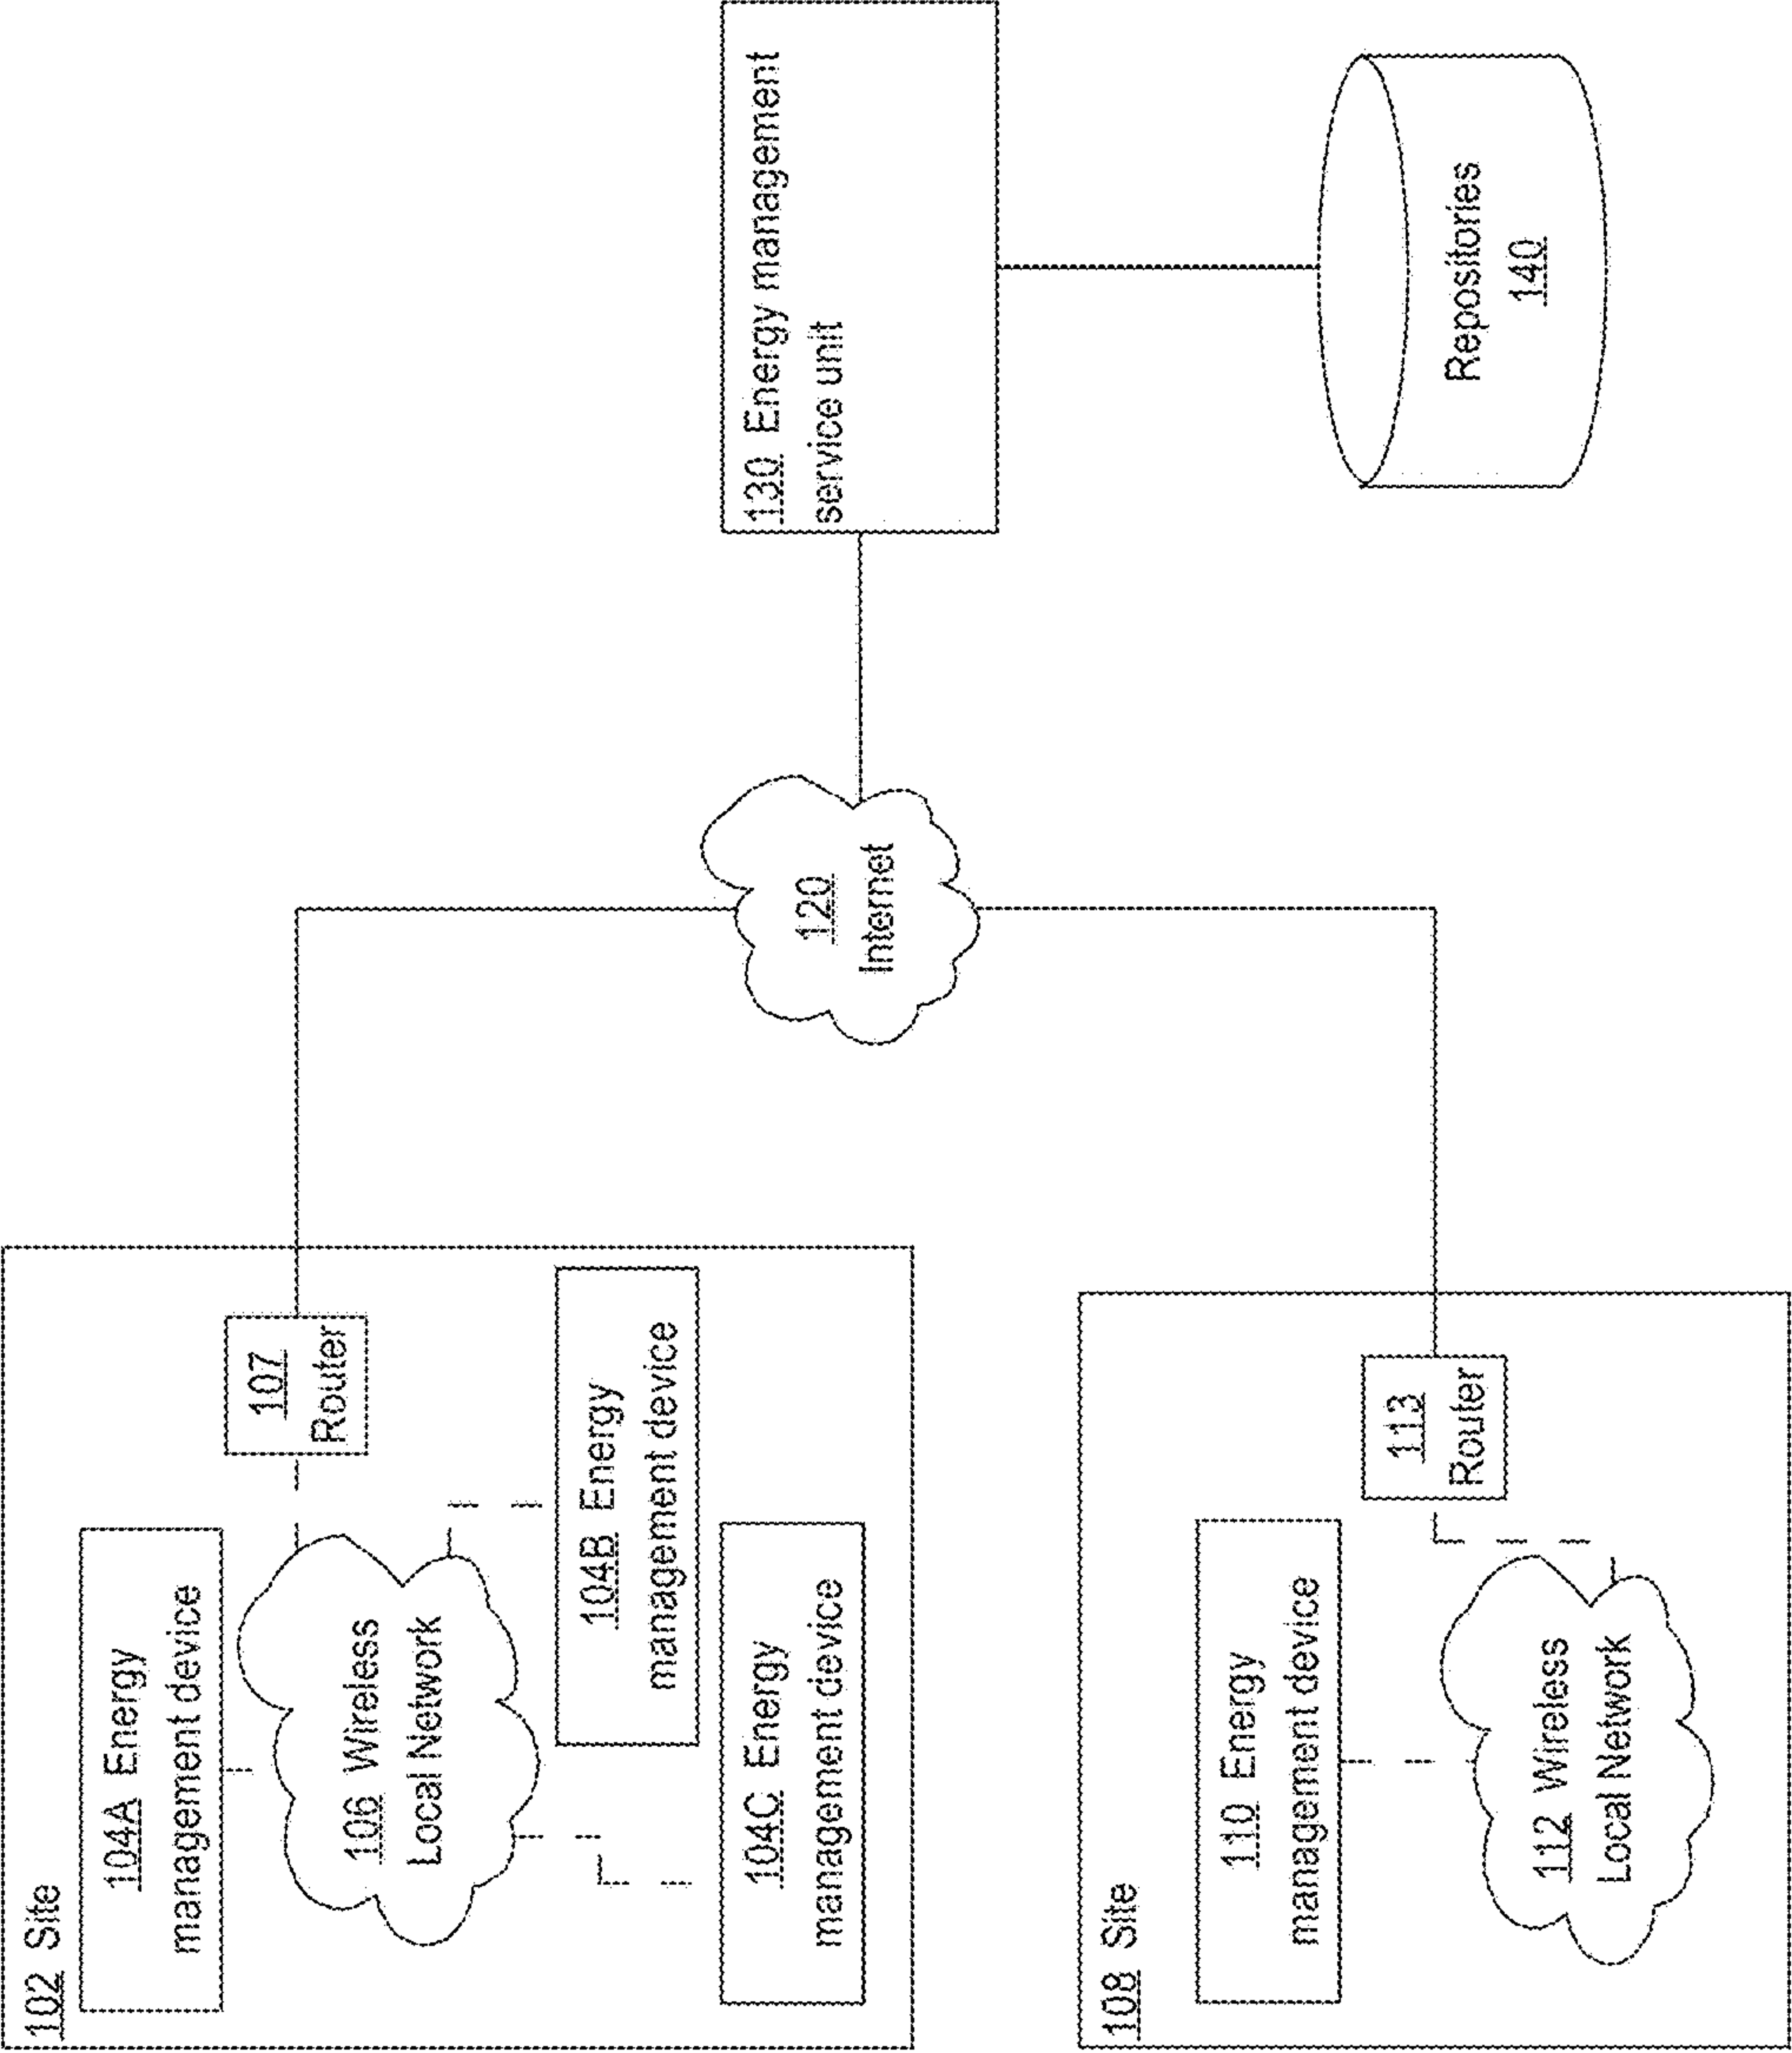 102 Site
104A Energy
management device
106 Wireless
Local Network
107
Router
104B Energy
management device
104C Energy
management device
108 Site
110 Energy
management device
112 Wireless
Local Network
113
Router
120
Internet
130 Energy management
service unit
Repositories
140